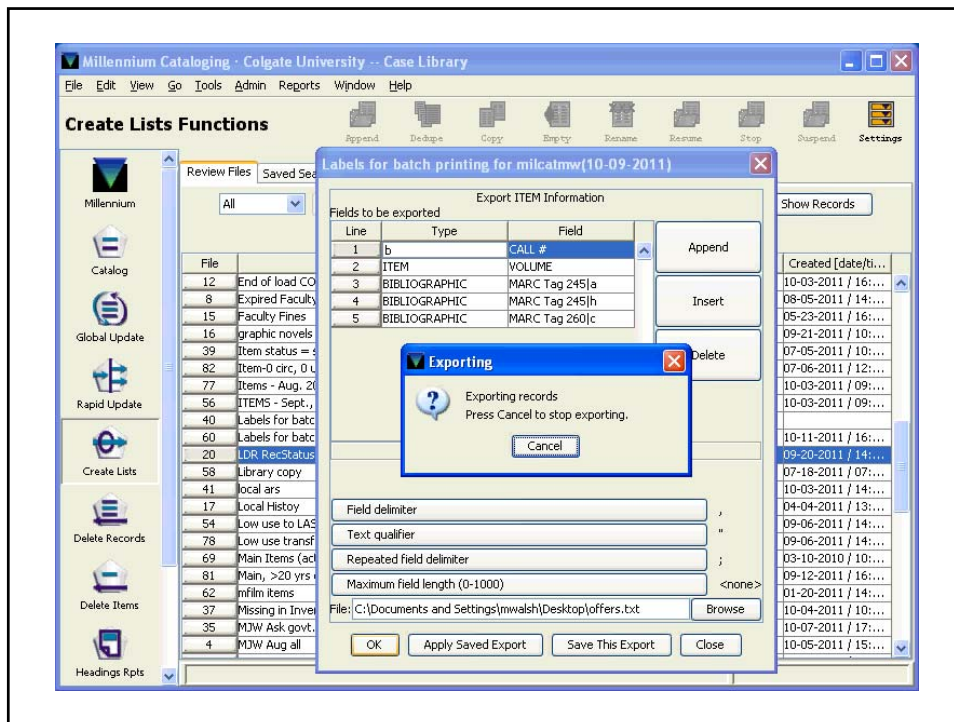 Millennium Cataloging · Colgate University -- Case Library
File Edit View Go Tools Admin Reports Window Help
Create Lists Functions
Append Dedupe Copy Empty Rename Resume Stop Suspend Settings
Millennium
Catalog
Global Update
Rapid Update
Create Lists
Delete Records
Delete Items
Headings Rpts
Review Files Saved Sea
All
Show Records
File Created [date/ti...
12 End of load CO 10-03-2011 / 16:...
8 Expired Faculty 08-05-2011 / 14:...
15 Faculty Fines 05-23-2011 / 16:...
16 graphic novels 09-21-2011 / 10:...
39 Item status = s 07-05-2011 / 10:...
82 Item-0 circ, 0 u 07-06-2011 / 12:...
77 Items - Aug. 20 10-03-2011 / 09:...
56 ITEMS - Sept., 10-03-2011 / 09:...
40 Labels for batc
60 Labels for batc 10-11-2011 / 16:...
20 LDR RecStatus 09-20-2011 / 14:...
58 Library copy 07-18-2011 / 07:...
41 local ars 10-03-2011 / 14:...
17 Local Histoy 04-04-2011 / 13:...
54 Low use to LAS 09-06-2011 / 14:...
78 Low use transf 09-06-2011 / 14:...
69 Main Items (act 03-10-2010 / 10:...
81 Main, >20 yrs 09-12-2011 / 16:...
62 mfilm items 01-20-2011 / 14:...
37 Missing in Inver 10-04-2011 / 10:...
35 MJW Ask govt. 10-07-2011 / 17:...
4 MJW Aug all 10-05-2011 / 15:...
Labels for batch printing for milcatmw(10-09-2011)
Export ITEM Information
Fields to be exported
Line Type Field
1 b CALL #
2 ITEM VOLUME
3 BIBLIOGRAPHIC MARC Tag 245|a
4 BIBLIOGRAPHIC MARC Tag 245|h
5 BIBLIOGRAPHIC MARC Tag 260|c
Append
Insert
Delete
Exporting
Exporting records
Press Cancel to stop exporting.
Cancel
Field delimiter ,
Text qualifier "
Repeated field delimiter ;
Maximum field length (0-1000) <none>
File: C:\Documents and Settings\mwalsh\Desktop\offers.txt Browse
OK Apply Saved Export Save This Export Close